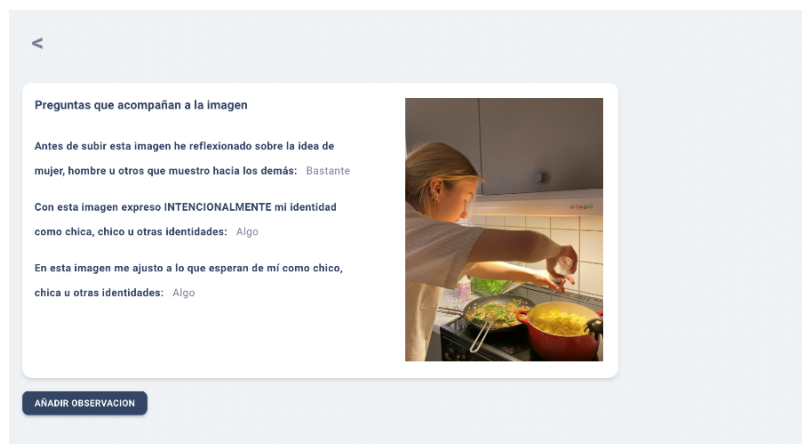 <
Preguntas que acompañan a la imagen
Antes de subir esta imagen he reflexionado sobre la idea de
mujer, hombre u otros que muestro hacia los demás: Bastante
Con esta imagen expreso INTENCIONALMENTE mi identidad
como chica, chico u otras identidades: Algo
En esta imagen me ajusto a lo que esperan de mí como chico,
chica u otras identidades: Algo
AÑADIR OBSERVACION